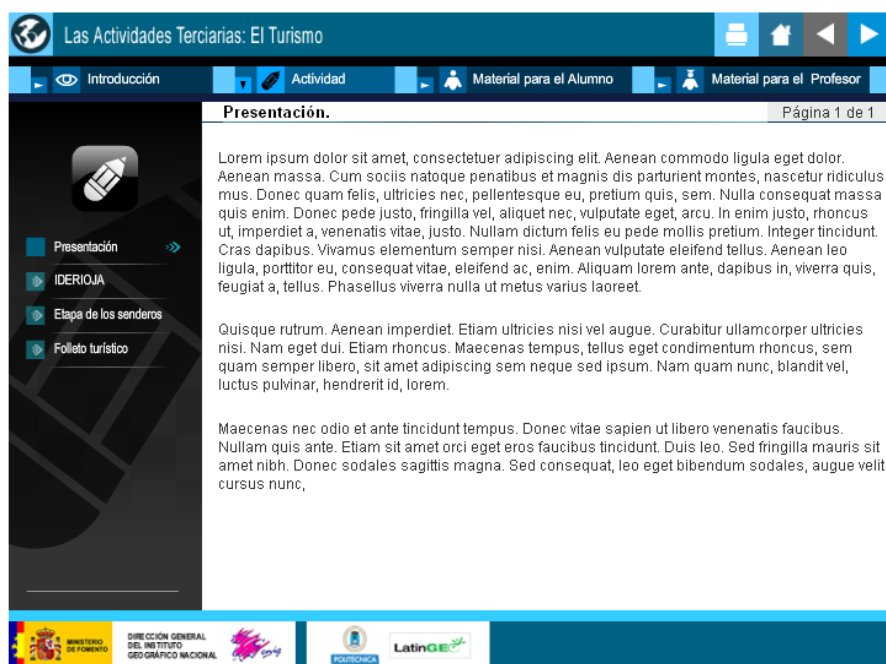 Las Actividades Terciarias: El Turismo
Introducción
Actividad
Material para el Alumno
Material para el Profesor
Presentación.
Página 1 de 1
Presentación
IDERIOJA
Etapa de los senderos
Folleto turístico
Lorem ipsum dolor sit amet, consectetuer adipiscing elit. Aenean commodo ligula eget dolor.
Aenean massa. Cum sociis natoque penatibus et magnis dis parturient montes, nascetur ridiculus
mus. Donec quam felis, ultricies nec, pellentesque eu, pretium quis, sem. Nulla consequat massa
quis enim. Donec pede justo, fringilla vel, aliquet nec, vulputate eget, arcu. In enim justo, rhoncus
ut, imperdiet a, venenatis vitae, justo. Nullam dictum felis eu pede mollis pretium. Integer tincidunt.
Cras dapibus. Vivamus elementum semper nisi. Aenean vulputate eleifend tellus. Aenean leo
ligula, porttitor eu, consequat vitae, eleifend ac, enim. Aliquam lorem ante, dapibus in, viverra quis,
feugiat a, tellus. Phasellus viverra nulla ut metus varius laoreet.
Quisque rutrum. Aenean imperdiet. Etiam ultricies nisi vel augue. Curabitur ullamcorper ultricies
nisi. Nam eget dui. Etiam rhoncus. Maecenas tempus, tellus eget condimentum rhoncus, sem
quam semper libero, sit amet adipiscing sem neque sed ipsum. Nam quam nunc, blandit vel,
luctus pulvinar, hendrerit id, lorem.
Maecenas nec odio et ante tincidunt tempus. Donec vitae sapien ut libero venenatis faucibus.
Nullam quis ante. Etiam sit amet orci eget eros faucibus tincidunt. Duis leo. Sed fringilla mauris sit
amet nibh. Donec sodales sagittis magna. Sed consequat, leo eget bibendum sodales, augue velit
cursus nunc,
MINISTERIO
DE FOMENTO
DIRECCIÓN GENERAL
DEL INSTITUTO
GEOGRÁFICO NACIONAL
cnig
POLITÉCNICA
LatinGEO